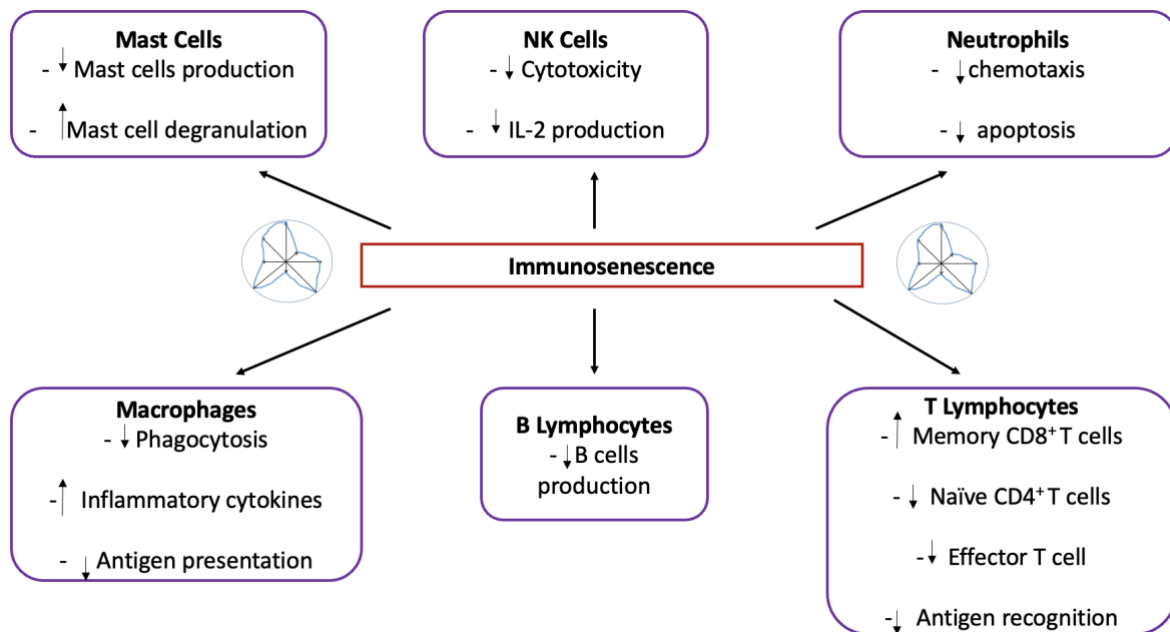 Mast Cells
- ↓ Mast cells production
- ↑ Mast cell degranulation
NK Cells
- ↓ Cytotoxicity
- ↓ IL-2 production
Neutrophils
- ↓ chemotaxis
- ↓ apoptosis
Immunosenescence
Macrophages
- ↓ Phagocytosis
- ↑ Inflammatory cytokines
- ↓ Antigen presentation
B Lymphocytes
- ↓ B cells
production
T Lymphocytes
- ↑ Memory CD8⁺ T cells
- ↓ Naïve CD4⁺ T cells
- ↓ Effector T cell
- ↓ Antigen recognition